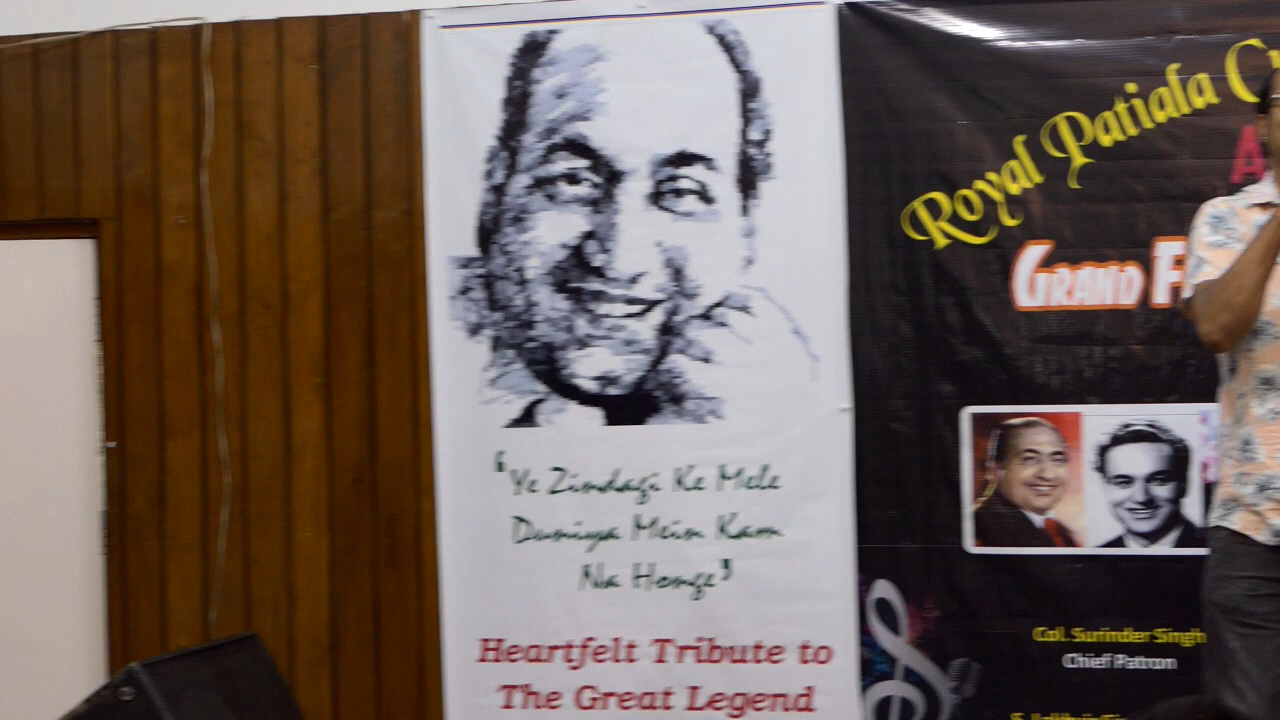 ‘Ye Zindagi Ke Mele
Duniya Mein Kam
Na Honge’
Heartfelt Tribute to
The Great Legend
Royal Patiala
GRAND
Col. Surinder Singh
Chief Patron